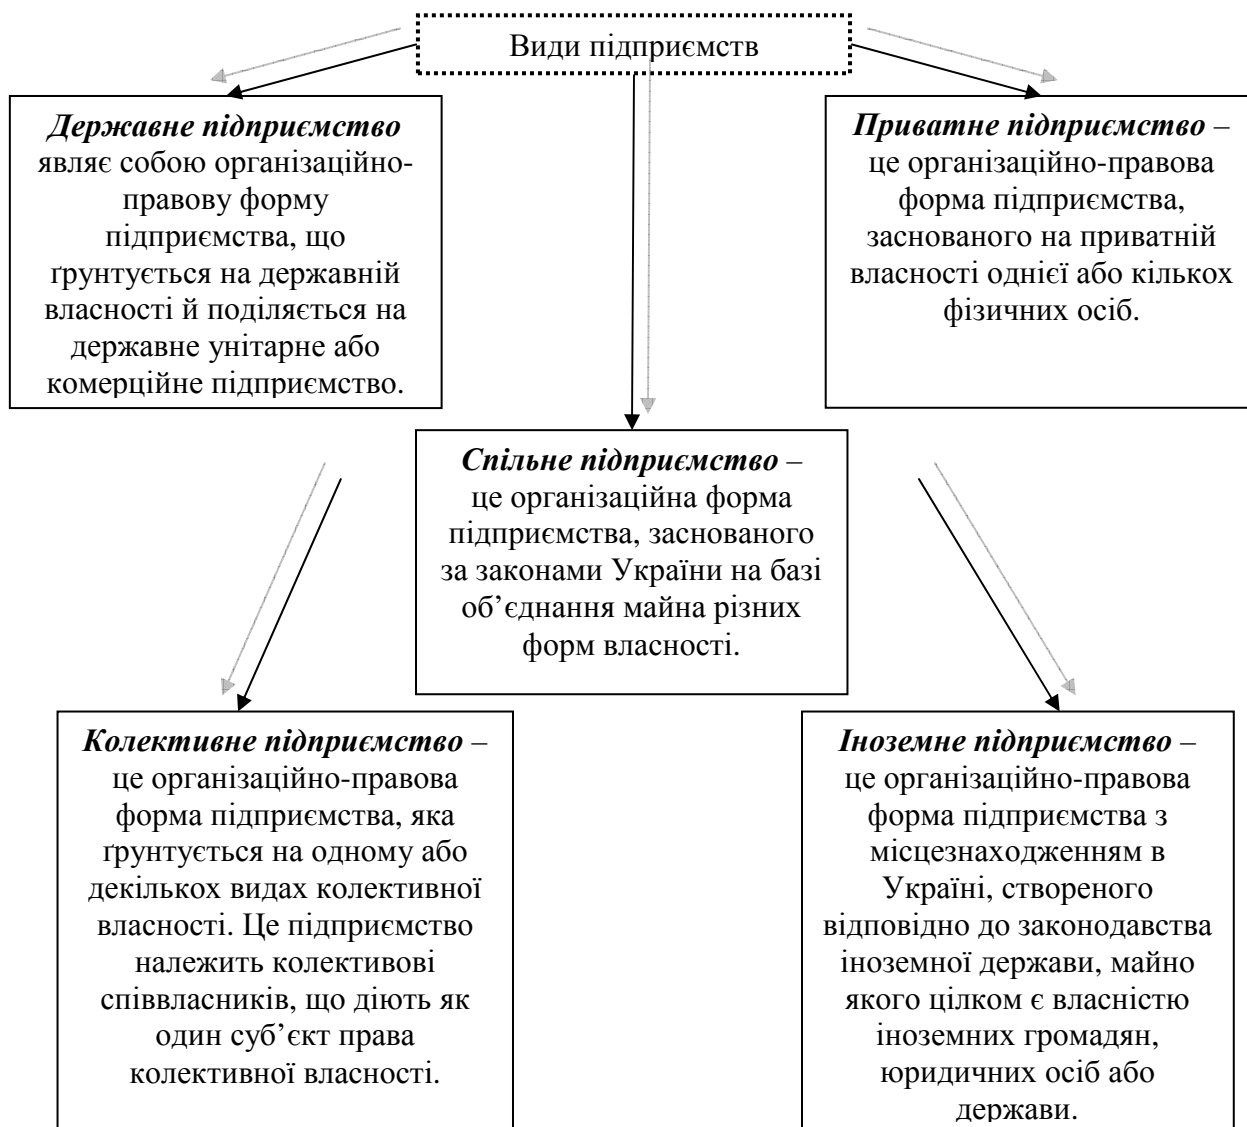 Види підприємств
Державне підприємство
являє собою організаційно-
правову форму
підприємства, що
ґрунтується на державній
власності й поділяється на
державне унітарне або
комерційне підприємство.
Приватне підприємство –
це організаційно-правова
форма підприємства,
заснованого на приватній
власності однієї або кількох
фізичних осіб.
Спільне підприємство –
це організаційна форма
підприємства, заснованого
за законами України на базі
об’єднання майна різних
форм власності.
Колективне підприємство –
це організаційно-правова
форма підприємства, яка
ґрунтується на одному або
декількох видах колективної
власності. Це підприємство
належить колективові
співвласників, що діють як
один суб’єкт права
колективної власності.
Іноземне підприємство –
це організаційно-правова
форма підприємства з
місцезнаходженням в
Україні, створеного
відповідно до законодавства
іноземної держави, майно
якого цілком є власністю
іноземних громадян,
юридичних осіб або
держави.